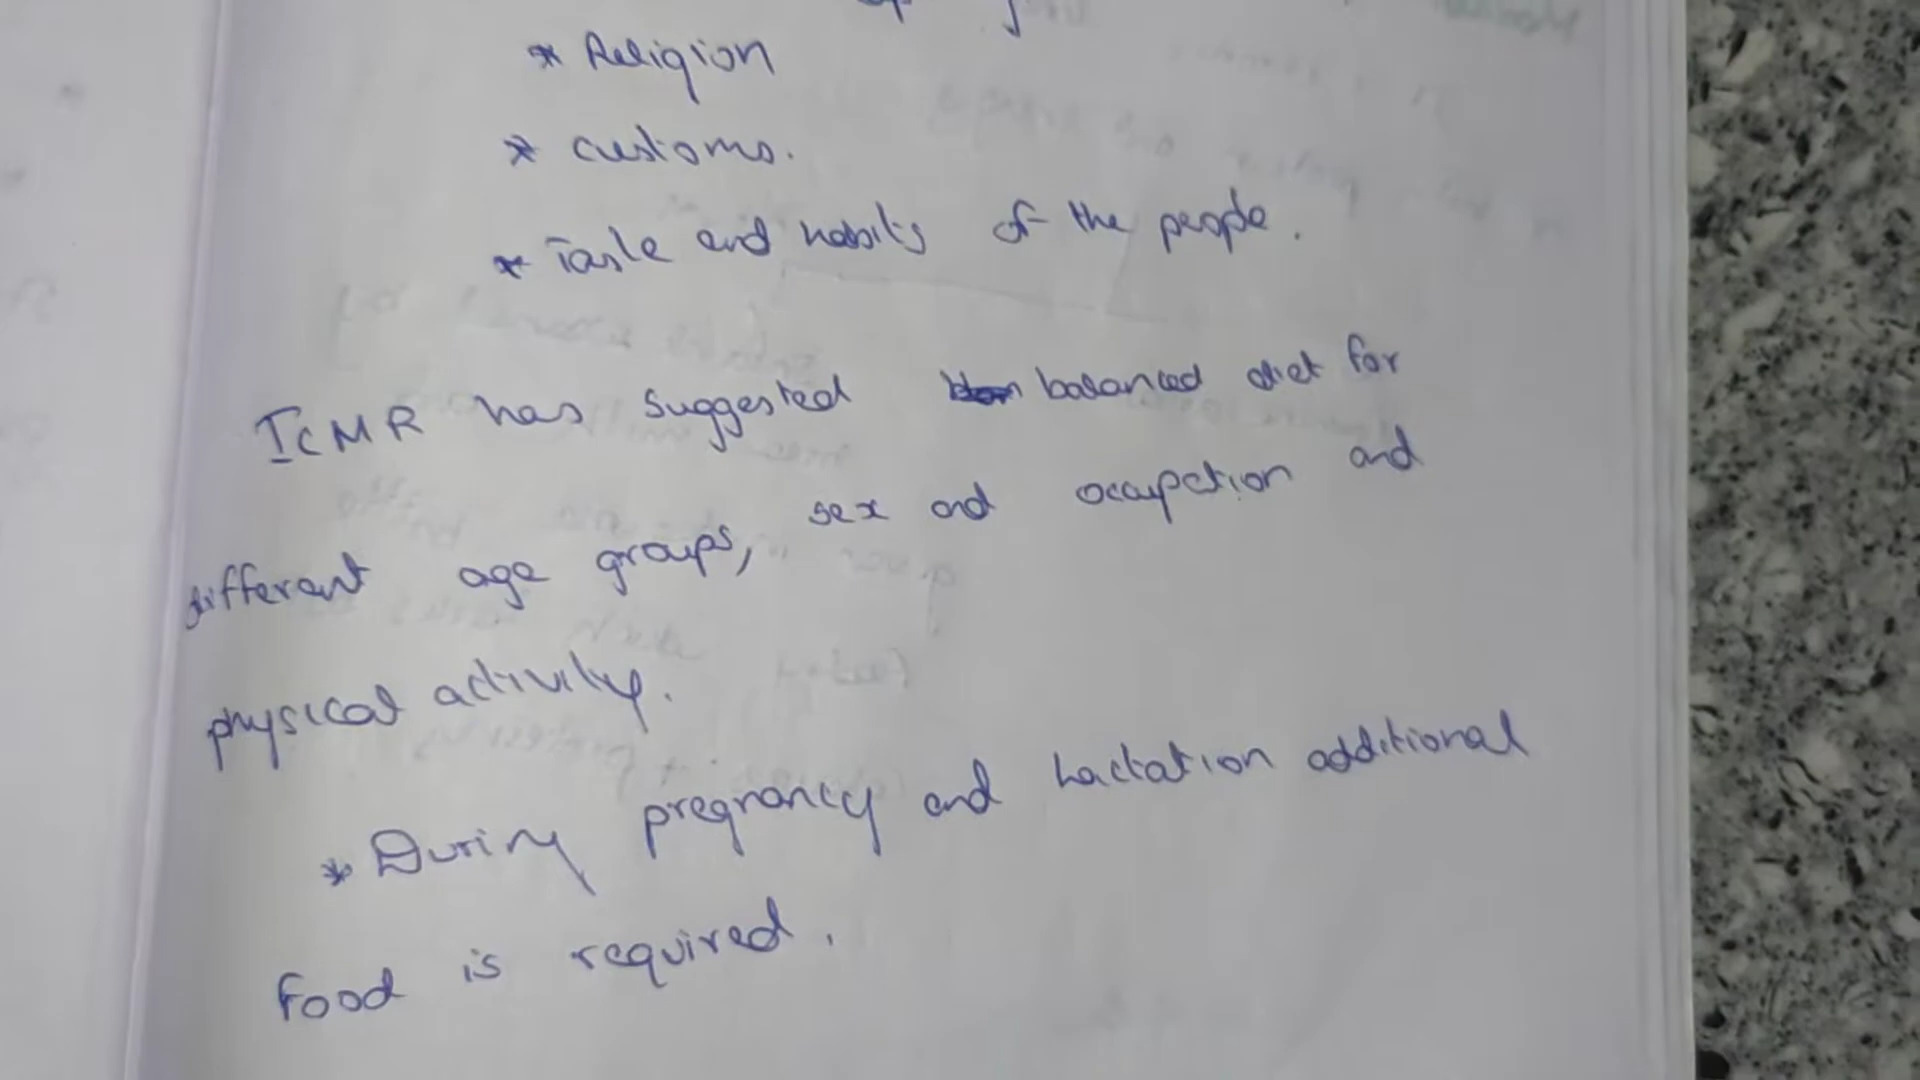 * Religion
* customs.
* Taste and habits of the people.
ICMR has suggested balanced diet for
different age groups, sex and occupation and
physical activity.
* During pregnancy and Lactation additional
food is required.